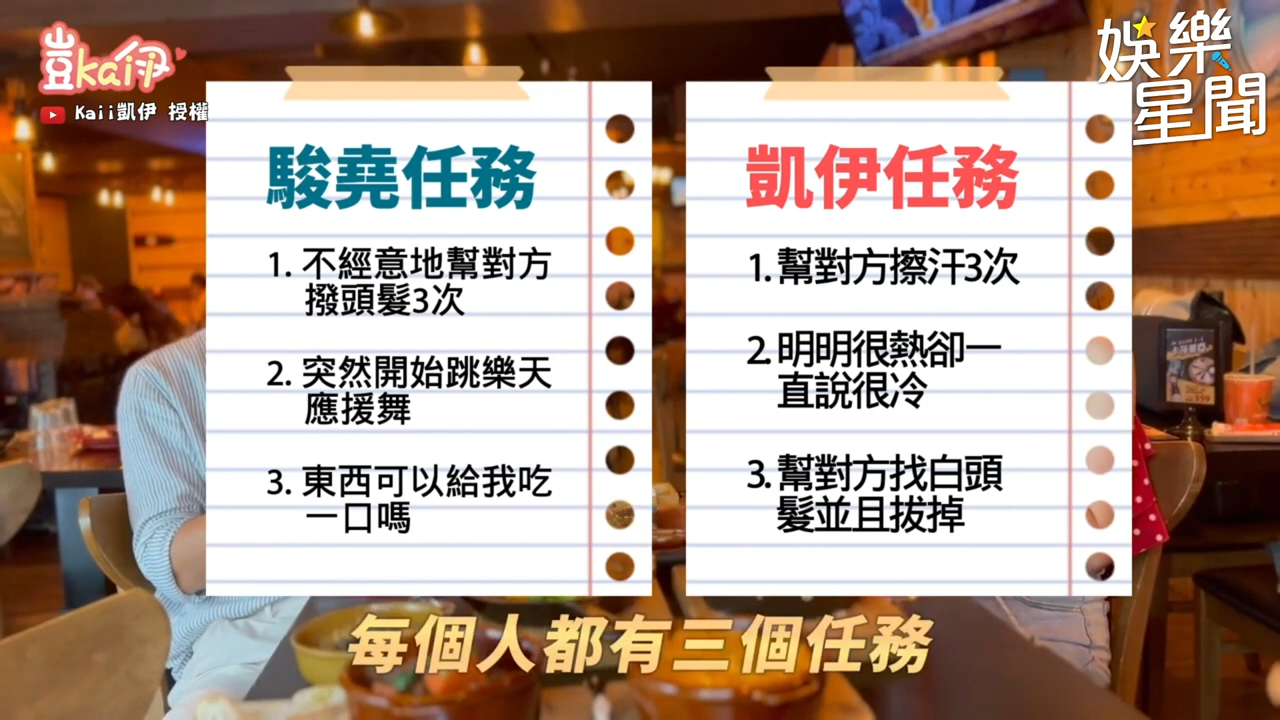 豈kai伊
Kaii凱伊 授權
娛樂
星聞
駿堯任務
1. 不經意地幫對方
撥頭髮3次
2. 突然開始跳樂天
應援舞
3. 東西可以給我吃
一口嗎
凱伊任務
1. 幫對方擦汗3次
2. 明明很熱卻一
直說很冷
3. 幫對方找白頭
髮並且拔掉
每個人都有三個任務